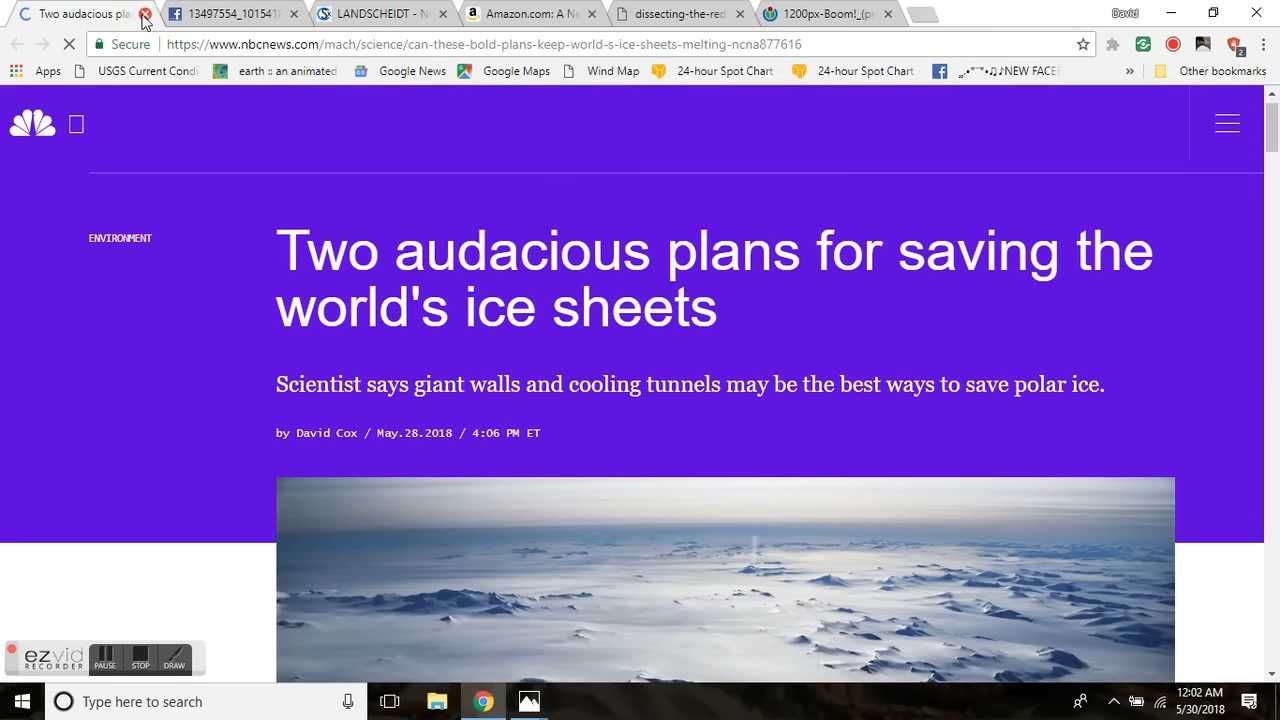 Two audacious pla
13497554_101541
LANDSCHEIDT - N
Amazon.com: A Ne
dissecting-the-red
1200px-Boom!_(pr
David
Secure
https://www.nbcnews.com/mach/science/can-these-bold-plans-keep-world-s-ice-sheets-melting-ncna877616
2
Apps
USGS Current Condi
earth :: an animated
Google News
Google Maps
Wind Map
24-hour Spot Chart
24-hour Spot Chart
NEW FACE
»
Other bookmarks
ENVIRONMENT
Two audacious plans for saving the
world's ice sheets
Scientist says giant walls and cooling tunnels may be the best ways to save polar ice.
by David Cox / May.28.2018 / 4:06 PM ET
ezvid
RECORDER
PAUSE
STOP
DRAW
Type here to search
12:02 AM
5/30/2018